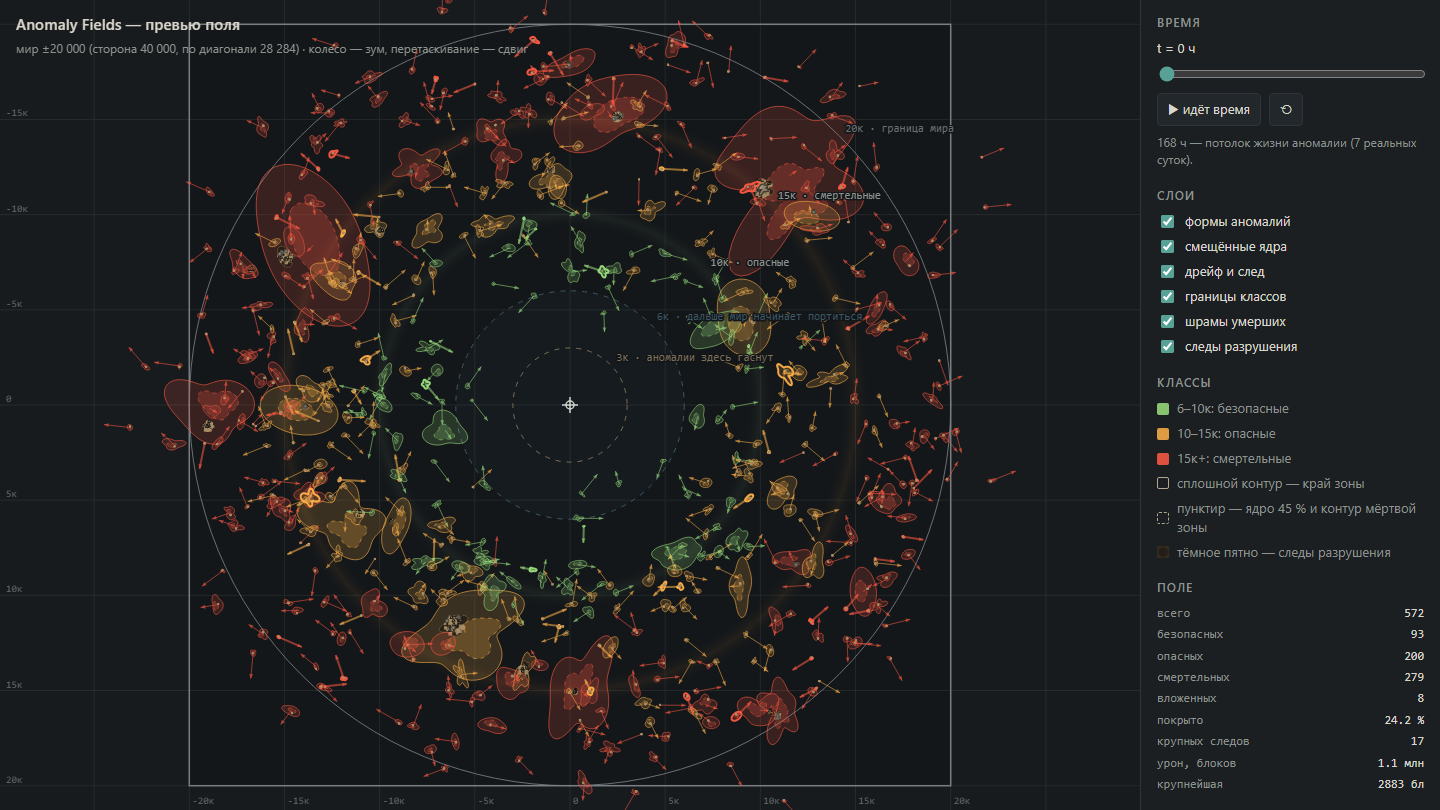 Anomaly Fields — превью поля
мир ±20 000 (сторона 40 000, по диагонали 28 284) · колесо — зум, перетаскивание — сдвиг
-15к
-10к
-5к
0
5к
10к
15к
20к
20к · граница мира
15к · смертельные
10к · опасные
6к · дальше мир начинает портиться
3к · аномалии здесь гаснут
-20к
-15к
-10к
-5к
0
5к
10к
15к
20к
ВРЕМЯ
t = 0 ч
▶ идёт время
⟲
168 ч — потолок жизни аномалии (7 реальных
суток).
СЛОИ
формы аномалий
смещённые ядра
дрейф и след
границы классов
шрамы умерших
следы разрушения
КЛАССЫ
6–10к: безопасные
10–15к: опасные
15к+: смертельные
сплошной контур — край зоны
пунктир — ядро 45 % и контур мёртвой
зоны
тёмное пятно — следы разрушения
ПОЛЕ
всего 572
безопасных 93
опасных 200
смертельных 279
вложенных 8
покрыто 24.2 %
крупных следов 17
урон, блоков 1.1 млн
крупнейшая 2883 бл